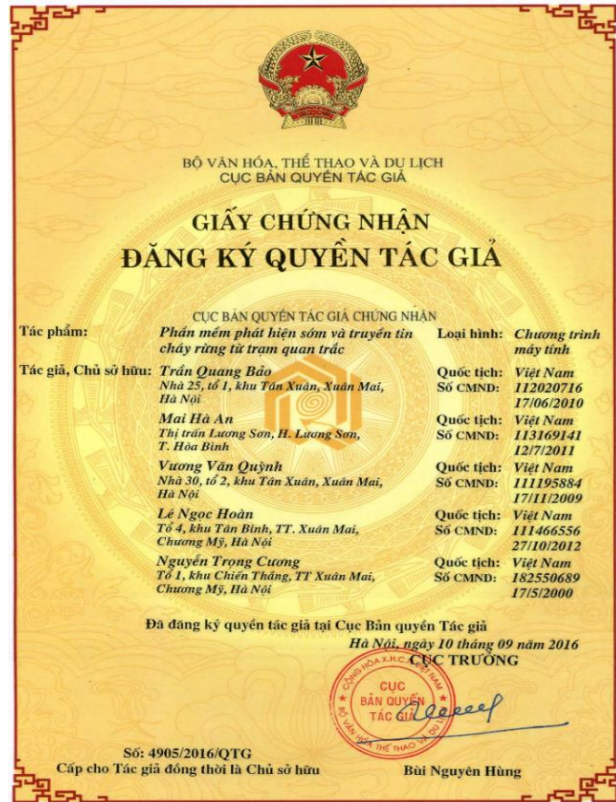 BỘ VĂN HÓA, THỂ THAO VÀ DU LỊCH
CỤC BẢN QUYỀN TÁC GIẢ
GIẤY CHỨNG NHẬN
ĐĂNG KÝ QUYỀN TÁC GIẢ
CỤC BẢN QUYỀN TÁC GIẢ CHỨNG NHẬN
Tác phẩm: Phần mềm phát hiện sớm và truyền tin Loại hình: Chương trình
cháy rừng từ trạm quan trắc máy tính
Tác giả, Chủ sở hữu: Trần Quang Bảo Quốc tịch: Việt Nam
Nhà 25, tổ 1, khu Tân Xuân, Xuân Mai, Số CMND: 112020716
Hà Nội 17/06/2010
Mai Hà An Quốc tịch: Việt Nam
Thị trấn Lương Sơn, H. Lương Sơn, Số CMND: 113169141
T. Hòa Bình 12/7/2011
Vương Văn Quỳnh Quốc tịch: Việt Nam
Nhà 30, tổ 2, khu Tân Xuân, Xuân Mai, Số CMND: 111195884
Hà Nội 17/11/2009
Lê Ngọc Hoàn Quốc tịch: Việt Nam
Tổ 4, khu Tân Bình, TT. Xuân Mai, Số CMND: 111466556
Chương Mỹ, Hà Nội 27/10/2012
Nguyễn Trọng Cương Quốc tịch: Việt Nam
Tổ 1, khu Chiến Thắng, TT Xuân Mai, Số CMND: 182550689
Chương Mỹ, Hà Nội 17/5/2000
Đã đăng ký quyền tác giả tại Cục Bản quyền Tác giả
Hà Nội, ngày 10 tháng 09 năm 2016
CỤC TRƯỞNG
CỤC
BẢN QUYỀN
TÁC GIẢ
Số: 4905/2016/QTG
Cấp cho Tác giả đồng thời là Chủ sở hữu Bùi Nguyên Hùng